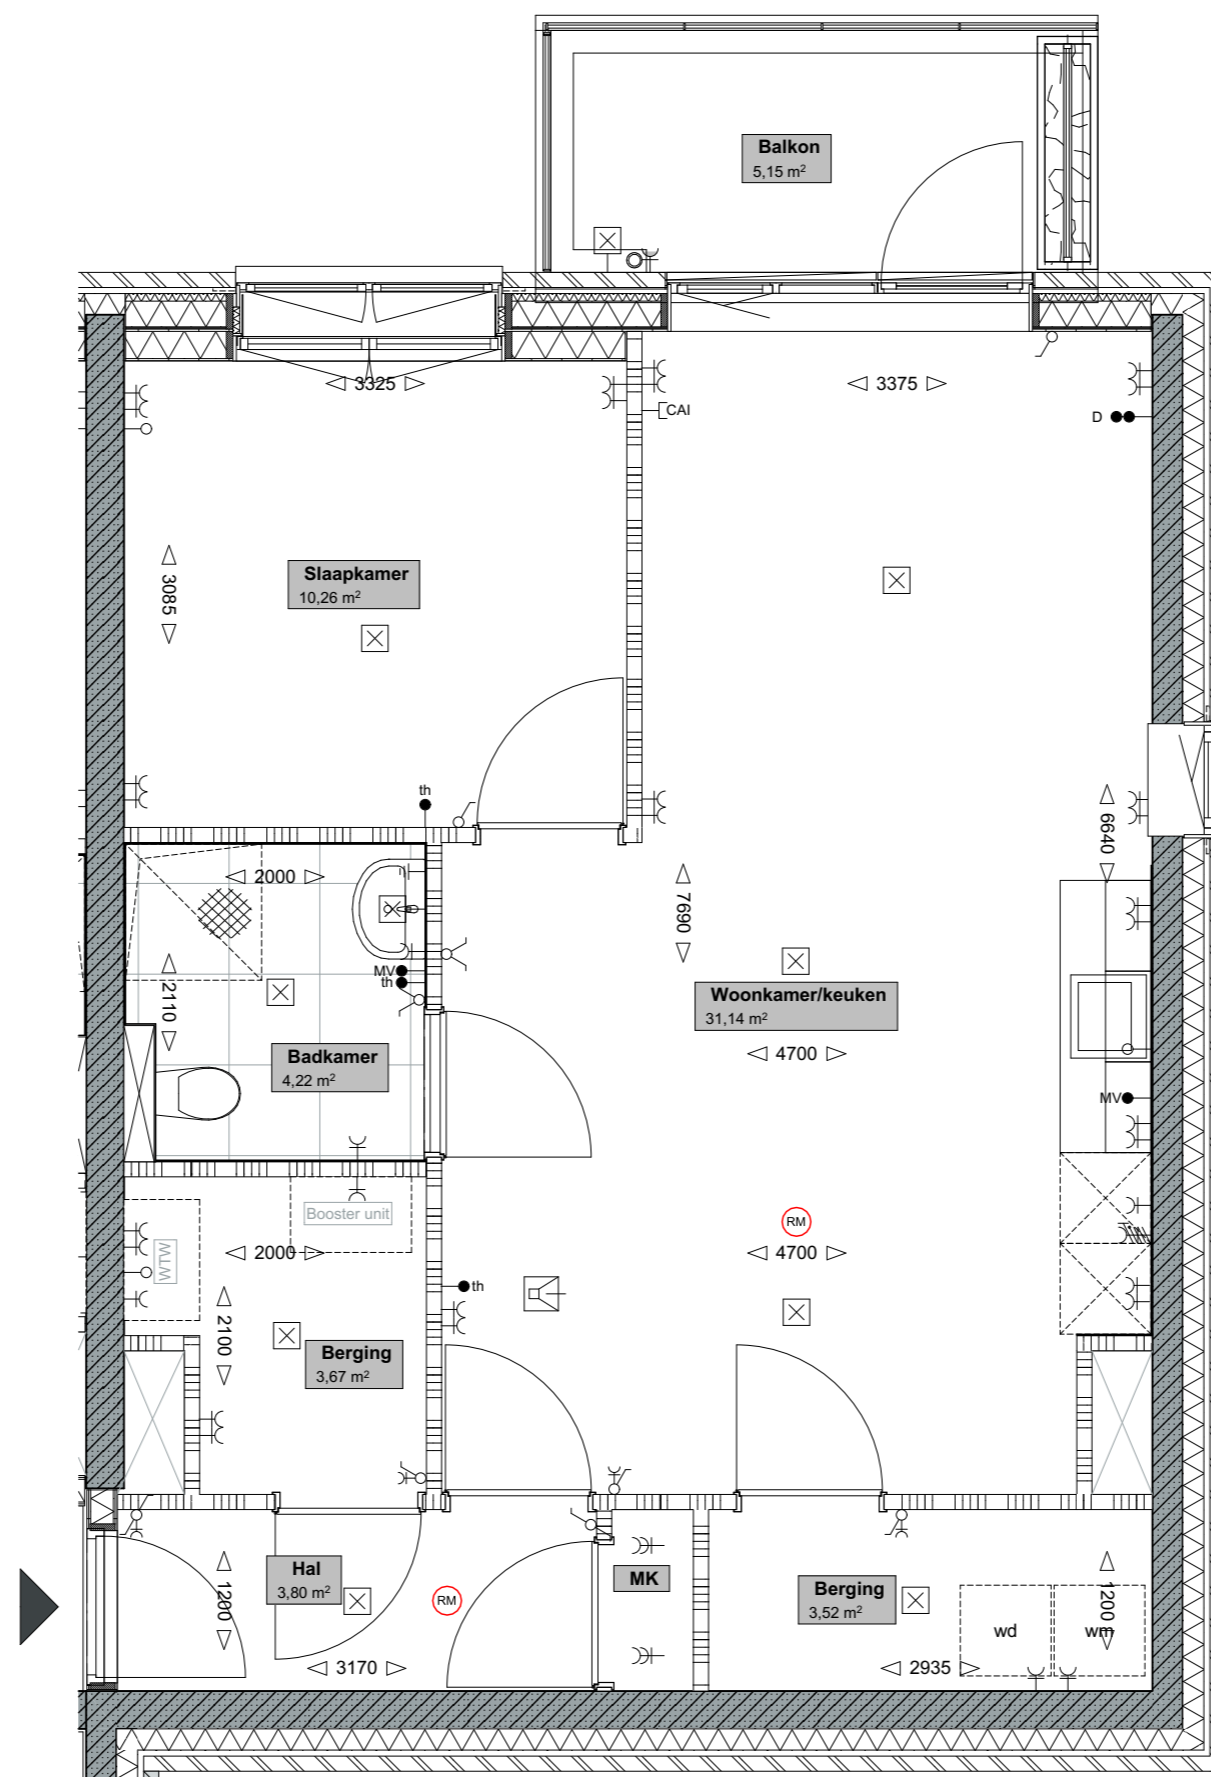 Balkon
5,15 m²
3325
3375
CAI
D
3085
Slaapkamer
10,26 m²
th
6640
2000
7690
MV
th
2110
Woonkamer/keuken
31,14 m²
4700
Badkamer
4,22 m²
MV
Booster unit
RM
WTW
2000
4700
th
2100
Berging
3,67 m²
Hal
3,80 m²
1200
RM
MK
Berging
3,52 m²
wd
wm
1200
3170
2935